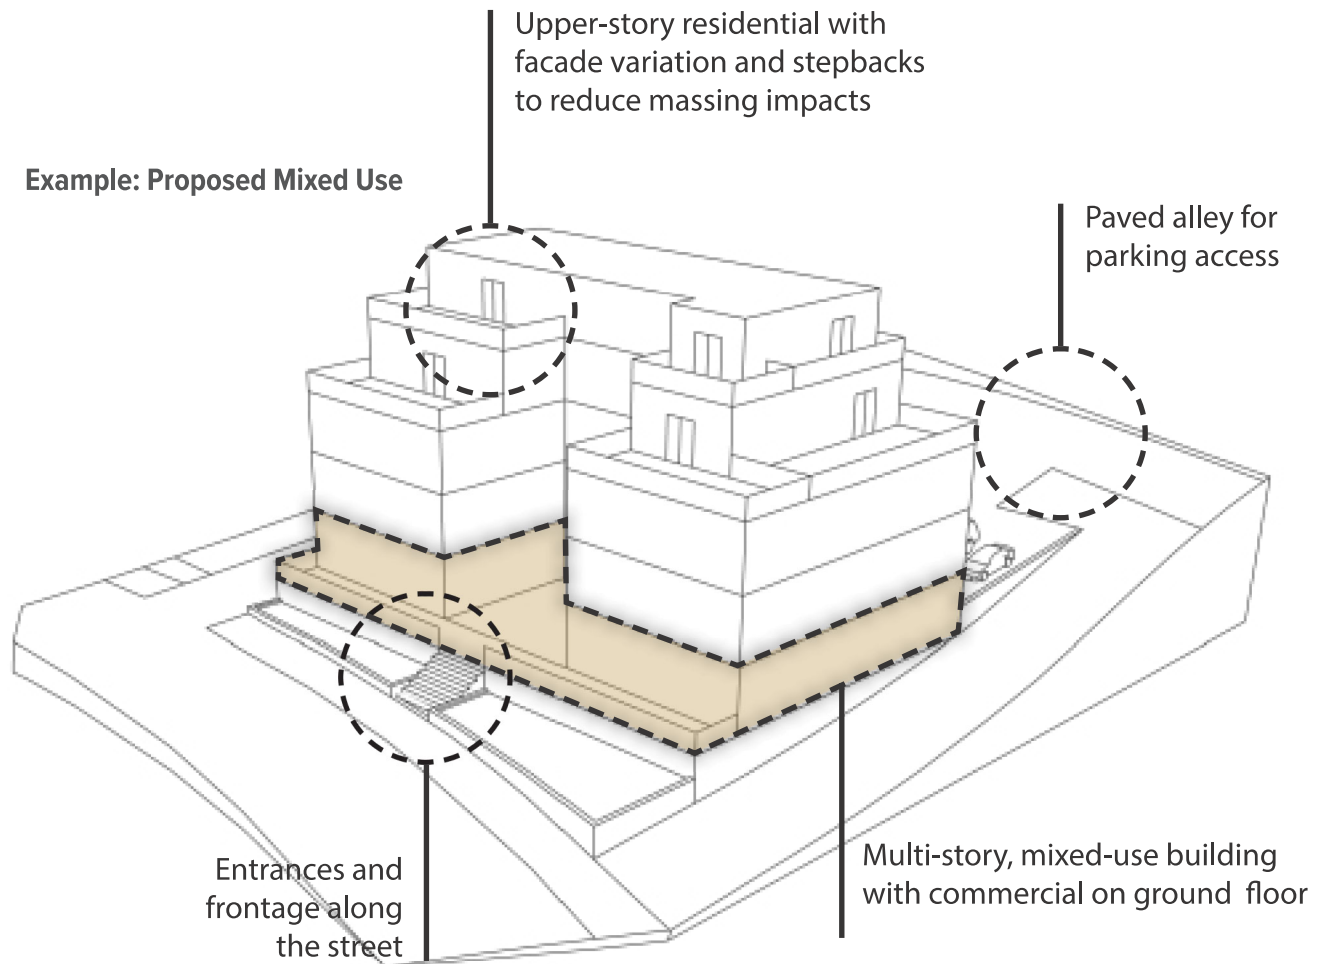 Upper-story residential with
facade variation and stepbacks
to reduce massing impacts
Example: Proposed Mixed Use
Paved alley for
parking access
Entrances and
frontage along
the street
Multi-story, mixed-use building
with commercial on ground floor